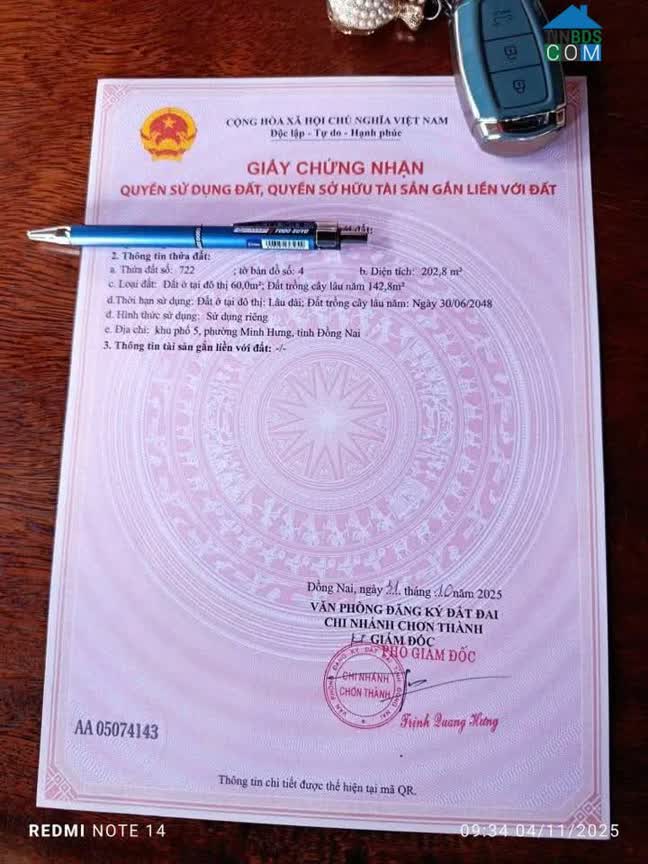 TINBDS
COM
CỘNG HÒA XÃ HỘI CHỦ NGHĨA VIỆT NAM
Độc lập - Tự do - Hạnh phúc
GIẤY CHỨNG NHẬN
QUYỀN SỬ DỤNG ĐẤT, QUYỀN SỞ HỮU TÀI SẢN GẮN LIỀN VỚI ĐẤT
đất:
2. Thông tin thửa đất:
a. Thửa đất số: 722 ; tờ bản đồ số: 4 b. Diện tích: 202,8 m²
c. Loại đất: Đất ở tại đô thị 60,0m²; Đất trồng cây lâu năm 142,8m²
d.Thời hạn sử dụng: Đất ở tại đô thị: Lâu dài; Đất trồng cây lâu năm: Ngày 30/06/2048
đ. Hình thức sử dụng: Sử dụng riêng
e. Địa chỉ: khu phố 5, phường Minh Hưng, tỉnh Đồng Nai
3. Thông tin tài sản gắn liền với đất: -/-
Đồng Nai, ngày 31 tháng 10 năm 2025
VĂN PHÒNG ĐĂNG KÝ ĐẤT ĐAI
CHI NHÁNH CHƠN THÀNH
KT GIÁM ĐỐC
PHÓ GIÁM ĐỐC
CHI NHÁNH
CHƠN THÀNH
Trịnh Quang Hưng
AA 05074143
Thông tin chi tiết được thể hiện tại mã QR.
REDMI NOTE 14
09:34 04/11/2025